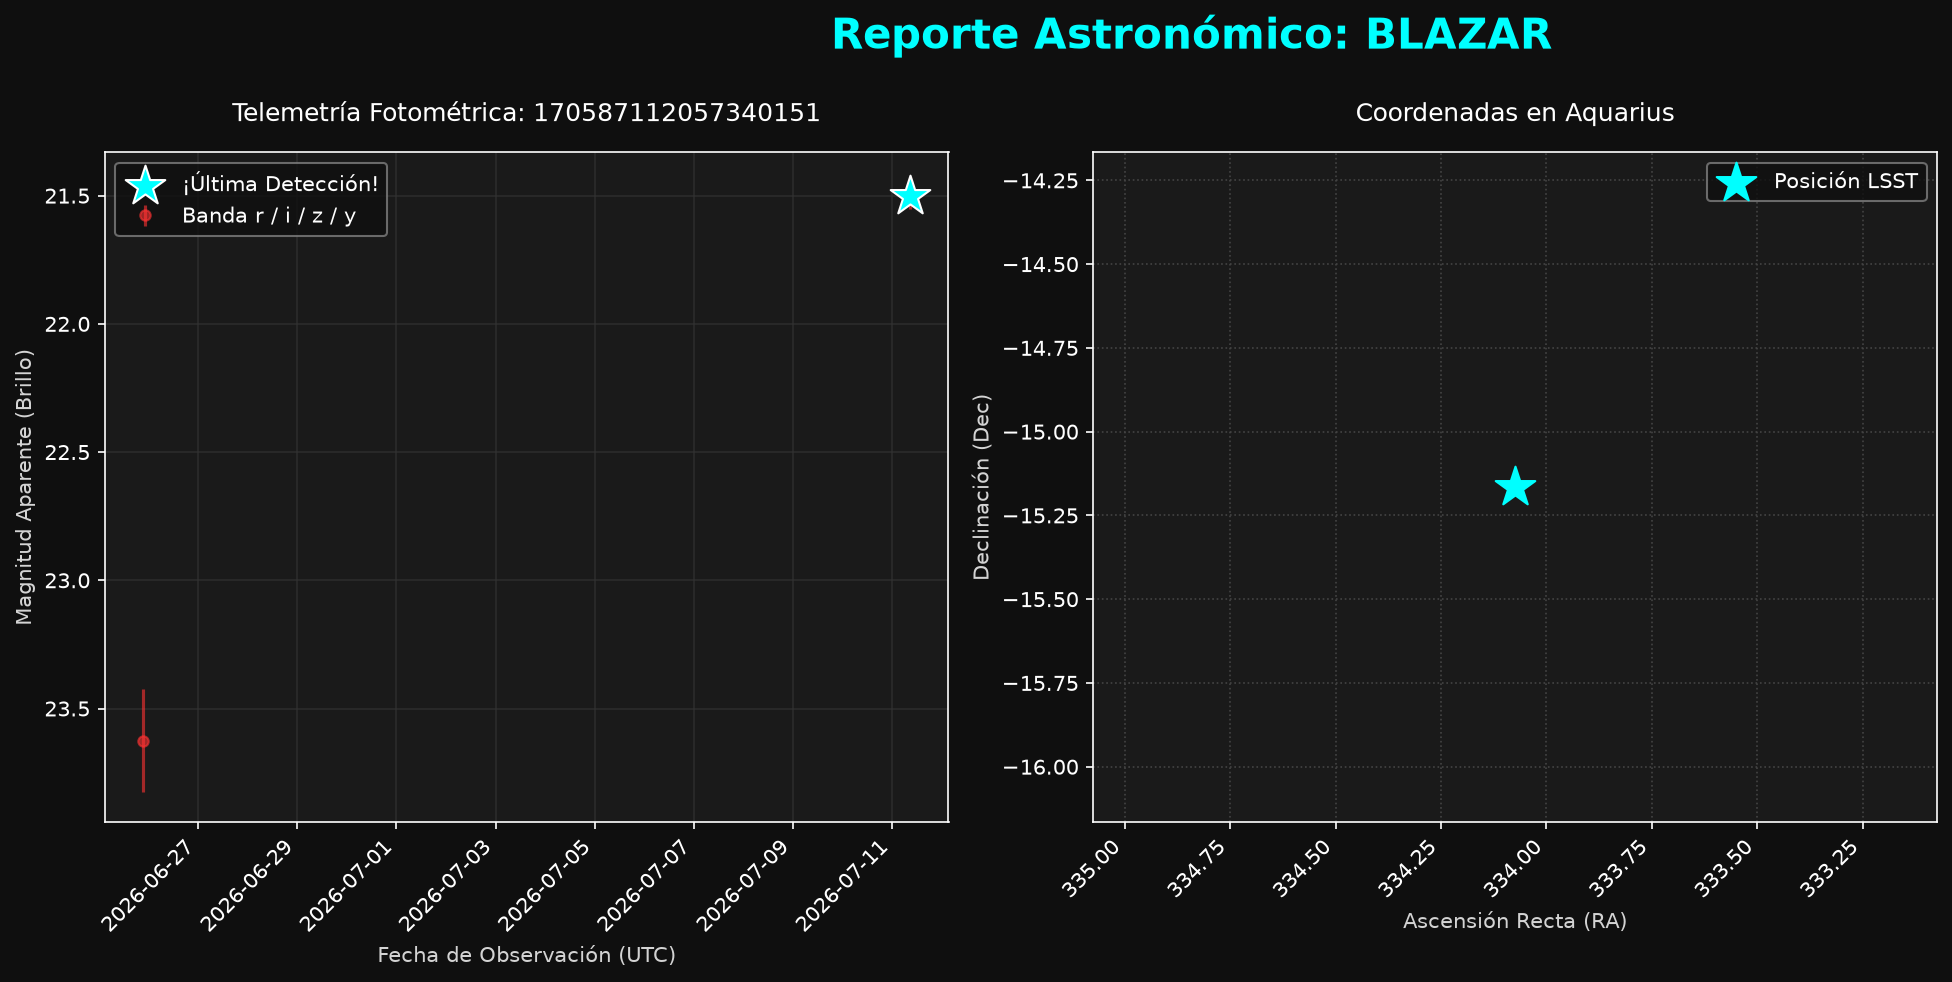 Reporte Astronómico: BLAZAR
Telemetría Fotométrica: 170587112057340151
¡Última Detección!
Banda r / i / z / y
Magnitud Aparente (Brillo)
21.5
22.0
22.5
23.0
23.5
2026-06-27
2026-06-29
2026-07-01
2026-07-03
2026-07-05
2026-07-07
2026-07-09
2026-07-11
Fecha de Observación (UTC)
Coordenadas en Aquarius
Posición LSST
Declinación (Dec)
−14.25
−14.50
−14.75
−15.00
−15.25
−15.50
−15.75
−16.00
335.00
334.75
334.50
334.25
334.00
333.75
333.50
333.25
Ascensión Recta (RA)